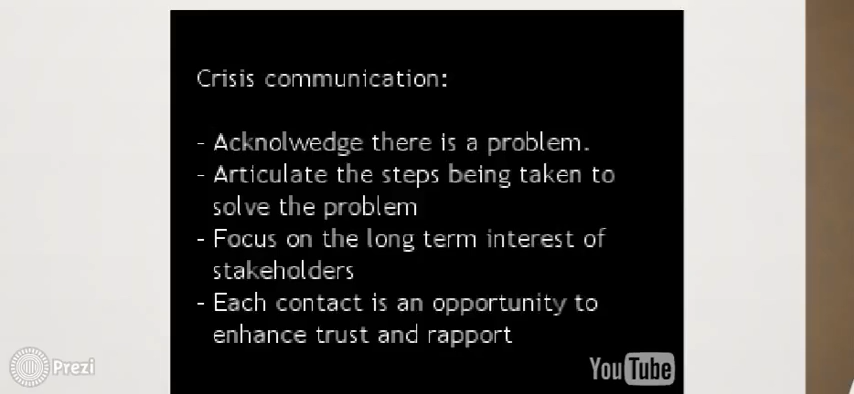 Crisis communication:
- Acknolwedge there is a problem.
- Articulate the steps being taken to
solve the problem
- Focus on the long term interest of
stakeholders
- Each contact is an opportunity to
enhance trust and rapport
YouTube
Prezi